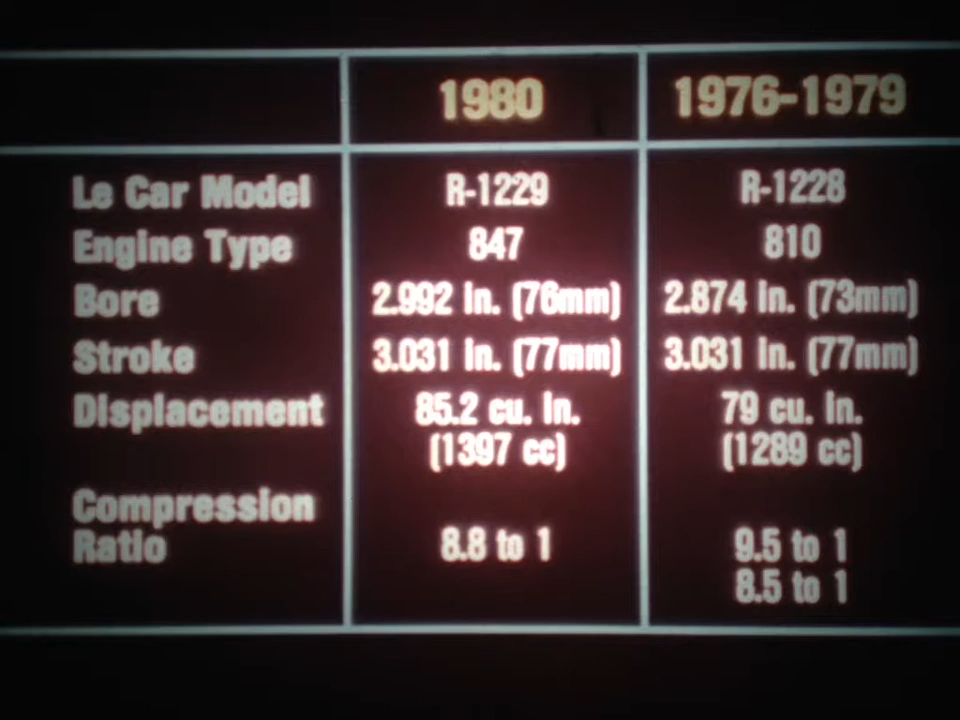 1980 1976-1979
Le Car Model R-1229 R-1228
Engine Type 847 810
Bore 2.992 in. (76mm) 2.874 in. (73mm)
Stroke 3.031 in. (77mm) 3.031 in. (77mm)
Displacement 85.2 cu. in. 79 cu. in.
(1397 cc) (1289 cc)
Compression
Ratio 8.8 to 1 9.5 to 1
8.5 to 1